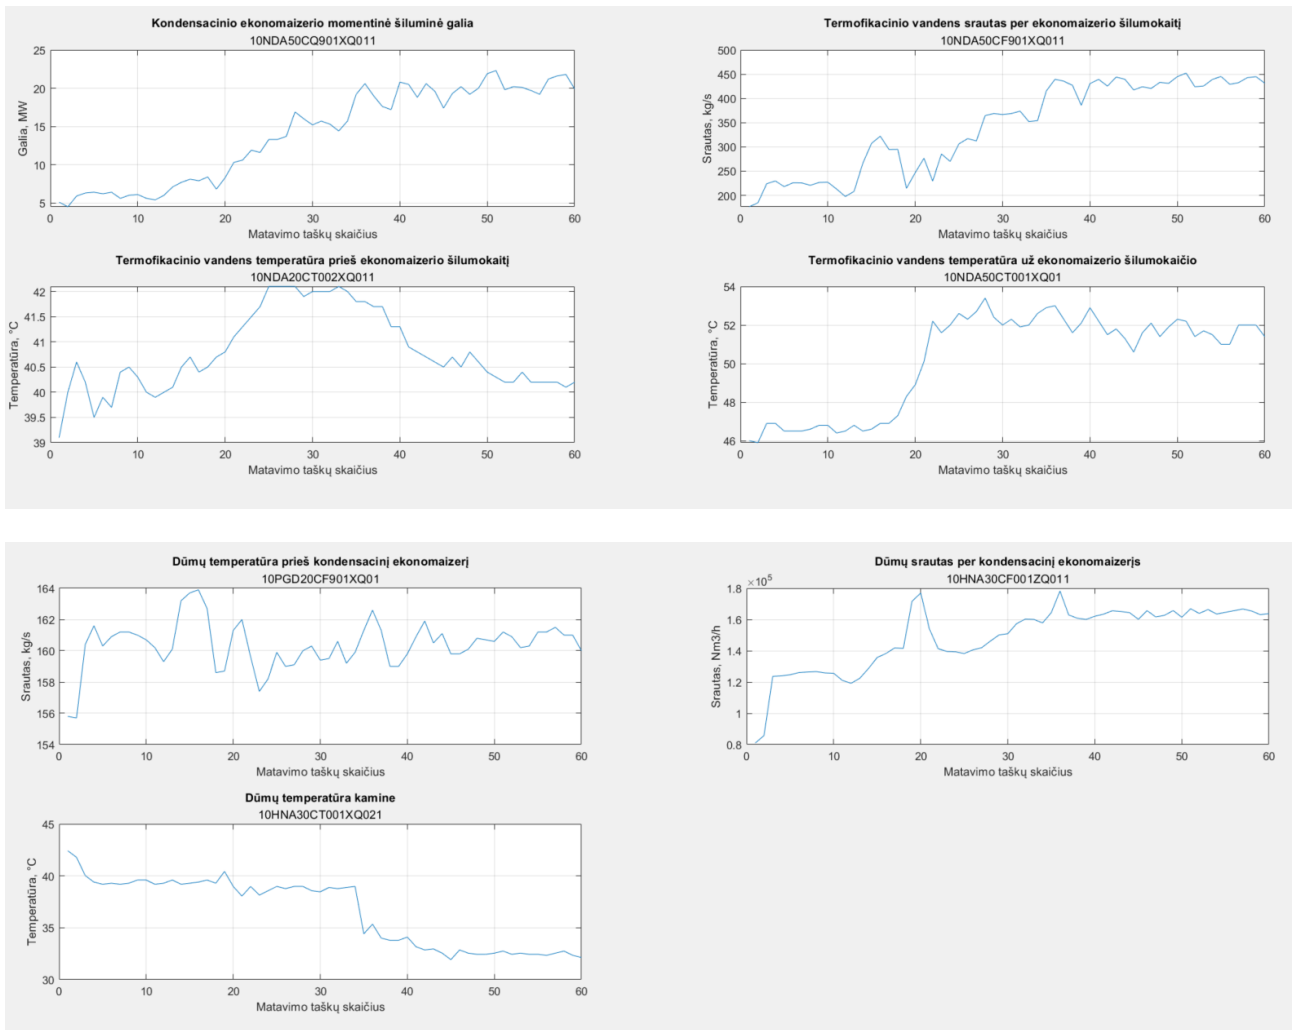 Kondensacinio ekonomaizerio momentinė šiluminė galia
10NDA50CQ901XQ011
25
20
15
10
5
Galia, MW
0 10 20 30 40 50 60
Matavimo taškų skaičius
Termofikacinio vandens srautas per ekonomaizerio šilumokaitį
10NDA50CF901XQ011
500
450
400
350
300
250
200
Srautas, kg/s
0 10 20 30 40 50 60
Matavimo taškų skaičius
Termofikacinio vandens temperatūra prieš ekonomaizerio šilumokaitį
10NDA20CT002XQ011
42
41.5
41
40.5
40
39.5
39
Temperatūra, °C
0 10 20 30 40 50 60
Matavimo taškų skaičius
Termofikacinio vandens temperatūra už ekonomaizerio šilumokaičio
10NDA50CT001XQ01
54
52
50
48
46
Temperatūra, °C
0 10 20 30 40 50 60
Matavimo taškų skaičius
Dūmų temperatūra prieš kondensacinį ekonomaizerį
10PGD20CF901XQ01
164
162
160
158
156
154
Srautas, kg/s
0 10 20 30 40 50 60
Matavimo taškų skaičius
Dūmų srautas per kondensacinį ekonomaizerįs
10HNA30CF001ZQ011
×10⁵
1.8
1.6
1.4
1.2
1
0.8
Srautas, Nm3/h
0 10 20 30 40 50 60
Matavimo taškų skaičius
Dūmų temperatūra kamine
10HNA30CT001XQ021
45
40
35
30
Temperatūra, °C
0 10 20 30 40 50 60
Matavimo taškų skaičius